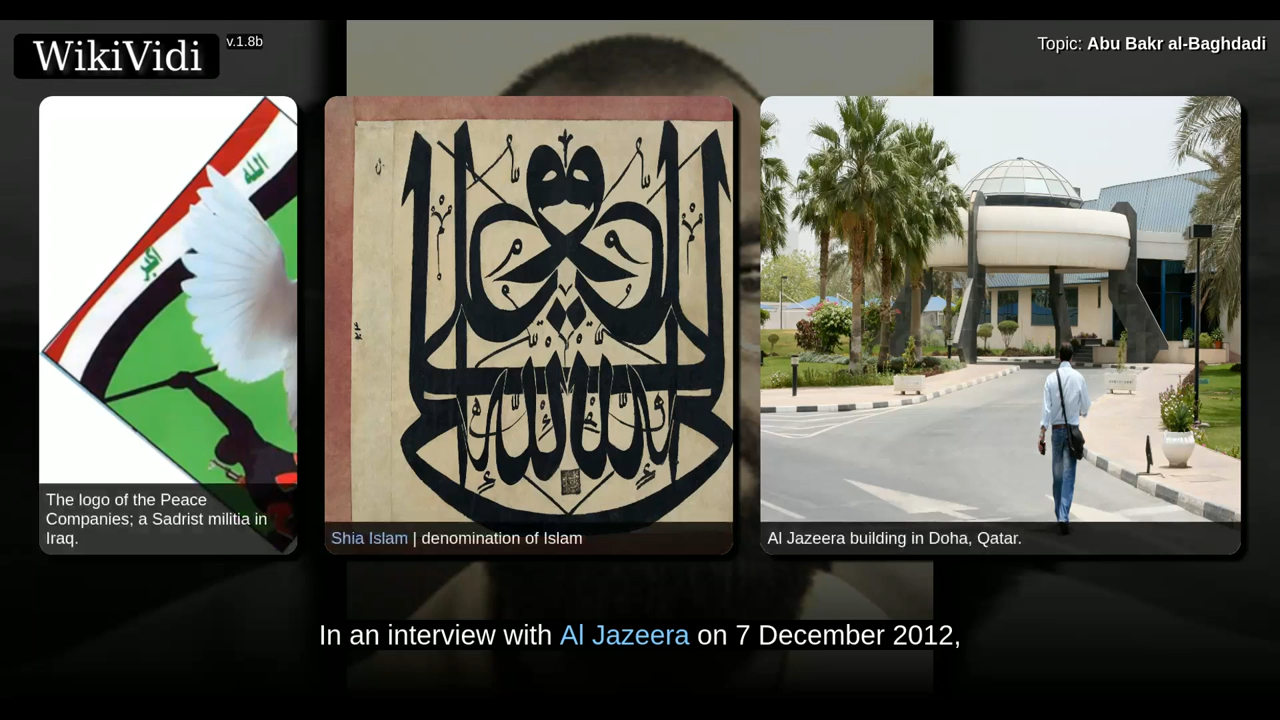 WikiVidi
v.1.8b
Topic: Abu Bakr al-Baghdadi
الله
اكبر
The logo of the Peace
Companies; a Sadrist militia in
Iraq.
Shia Islam | denomination of Islam
Al Jazeera building in Doha, Qatar.
In an interview with Al Jazeera on 7 December 2012,